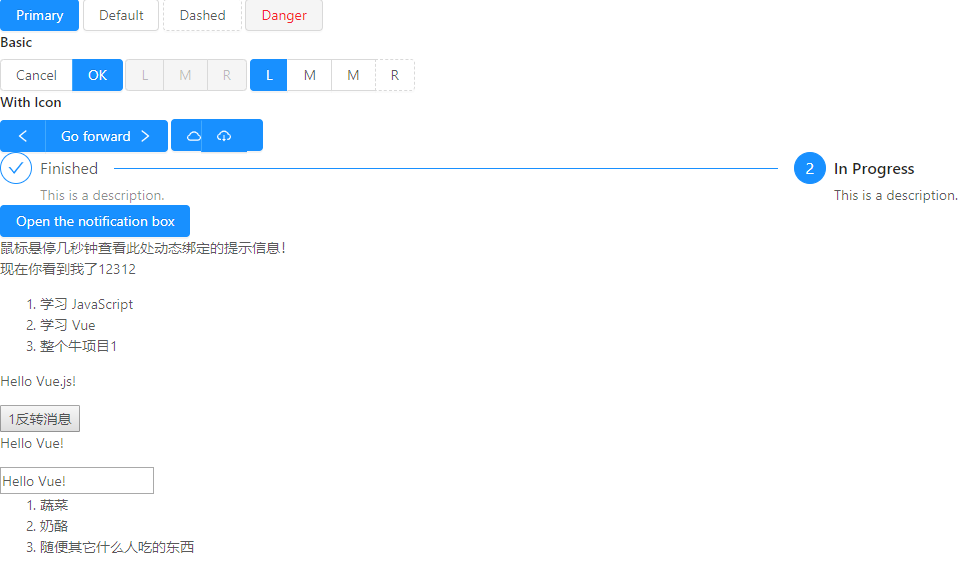 Primary Default Dashed Danger
Basic
Cancel OK L M R L M M R
With Icon
Go forward
Finished 2 In Progress
This is a description. This is a description.
Open the notification box
鼠标悬停几秒钟查看此处动态绑定的提示信息!
现在你看到我了12312
1. 学习 JavaScript
2. 学习 Vue
3. 整个牛项目1
Hello Vue.js!
1反转消息
Hello Vue!
Hello Vue!
1. 蔬菜
2. 奶酪
3. 随便其它什么人吃的东西